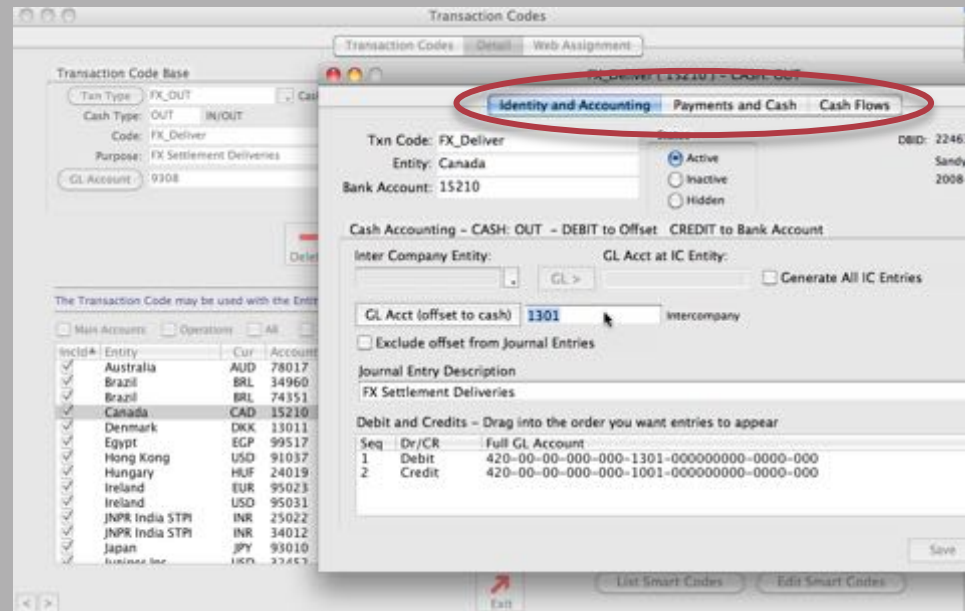 Transaction Codes
Transaction Codes Detail Web Assignment
Transaction Code Base
Txn Type FX_OUT
Cash Type: OUT IN/OUT
Code: FX_Deliver
Purpose: FX Settlement Deliveries
GL Account 9308
The Transaction Code may be used with the
Main Accounts Operations All
Incld Entity Cur Account
Australia AUD 78017
Brazil BRL 34960
Brazil BRL 74351
Canada CAD 15210
Denmark DKK 13011
Egypt EGP 99517
Hong Kong USD 91037
Hungary HUF 24019
Ireland EUR 95023
Ireland USD 95031
JNPR India STPI INR 25022
JNPR India STPI INR 34012
Japan JPY 93010
FX_Deliver ( 15210 ) - CASH: OUT
Identity and Accounting Payments and Cash Cash Flows
Txn Code: FX_Deliver
Entity: Canada
Bank Account: 15210
Active
Inactive
Hidden
DBID: 2246
Sandy
2008
Cash Accounting - CASH: OUT - DEBIT to Offset CREDIT to Bank Account
Inter Company Entity: GL Acct at IC Entity:
GL > Generate All IC Entries
GL Acct (offset to cash) 1301 Intercompany
Exclude offset from Journal Entries
Journal Entry Description
FX Settlement Deliveries
Debit and Credits - Drag into the order you want entries to appear
Seq Dr/CR Full GL Account
1 Debit 420-00-00-000-000-1301-000000000-0000-000
2 Credit 420-00-00-000-000-1001-000000000-0000-000
Save
List Smart Codes Edit Smart Codes
Exit